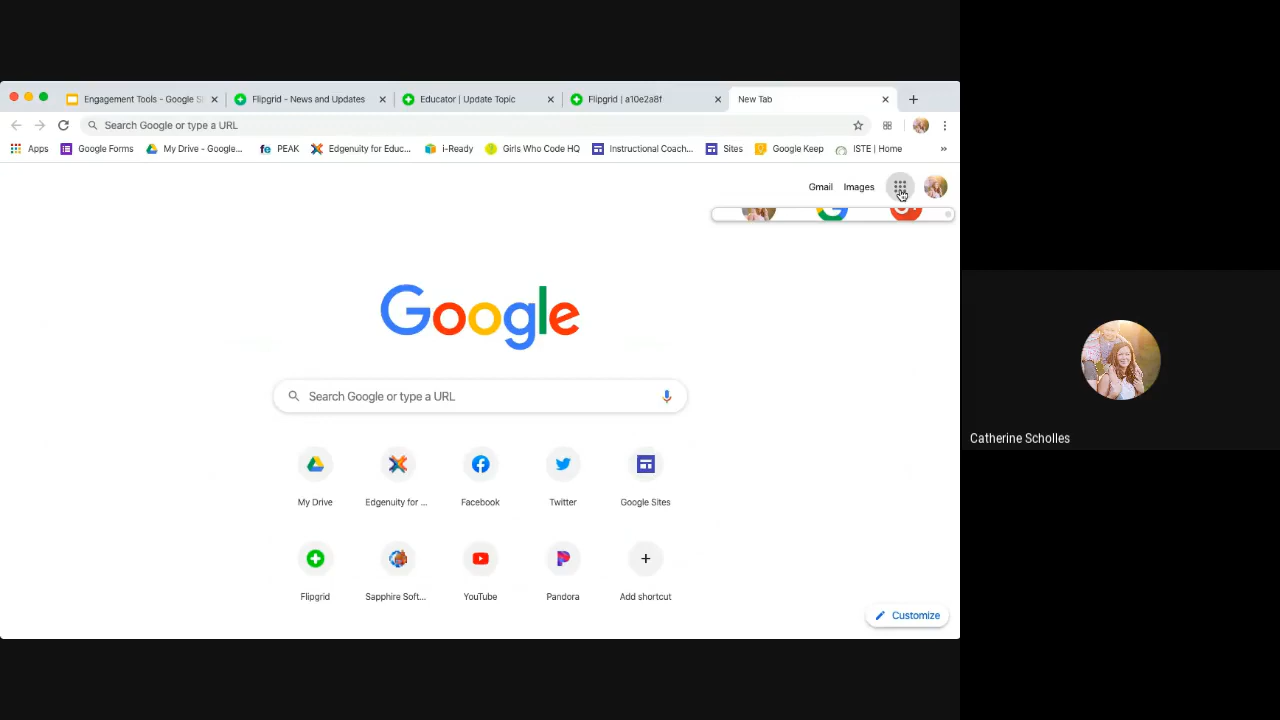 Engagement Tools - Google Sl
Flipgrid - News and Updates
Educator | Update Topic
Flipgrid | a10e2a8f
New Tab
Search Google or type a URL
Apps
Google Forms
My Drive - Google...
fe PEAK
Edgenuity for Educ...
i-Ready
Girls Who Code HQ
Instructional Coach...
Sites
Google Keep
ISTE | Home
»
Gmail
Images
Google
Search Google or type a URL
My Drive
Edgenuity for ...
Facebook
Twitter
Google Sites
Flipgrid
Sapphire Soft...
YouTube
Pandora
Add shortcut
Customize
Catherine Scholles